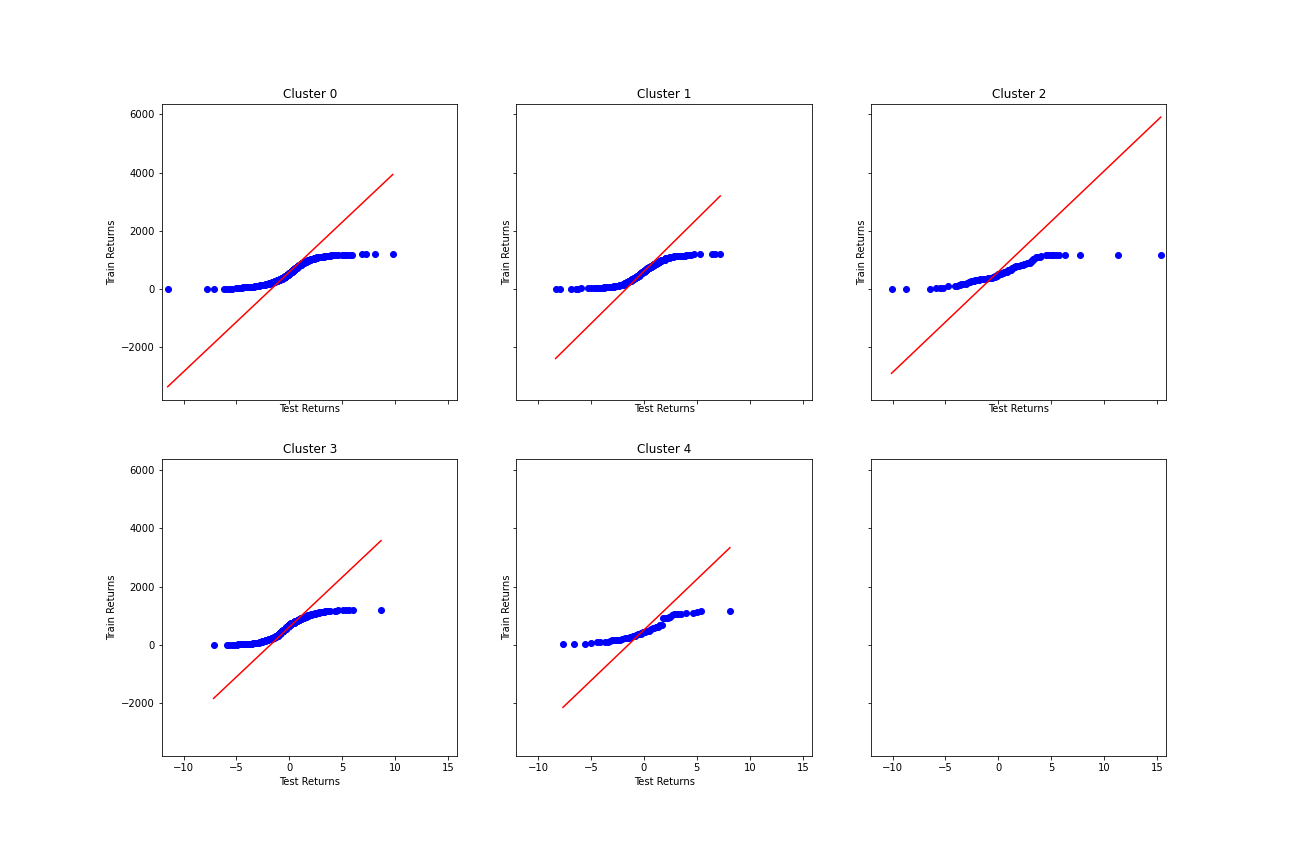 Cluster 0
Cluster 1
Cluster 2
6000
4000
2000
0
−2000
Train Returns
Train Returns
Train Returns
Test Returns
Test Returns
Test Returns
Cluster 3
Cluster 4
6000
4000
2000
0
−2000
Train Returns
Train Returns
−10 −5 0 5 10 15
−10 −5 0 5 10 15
−10 −5 0 5 10 15
Test Returns
Test Returns